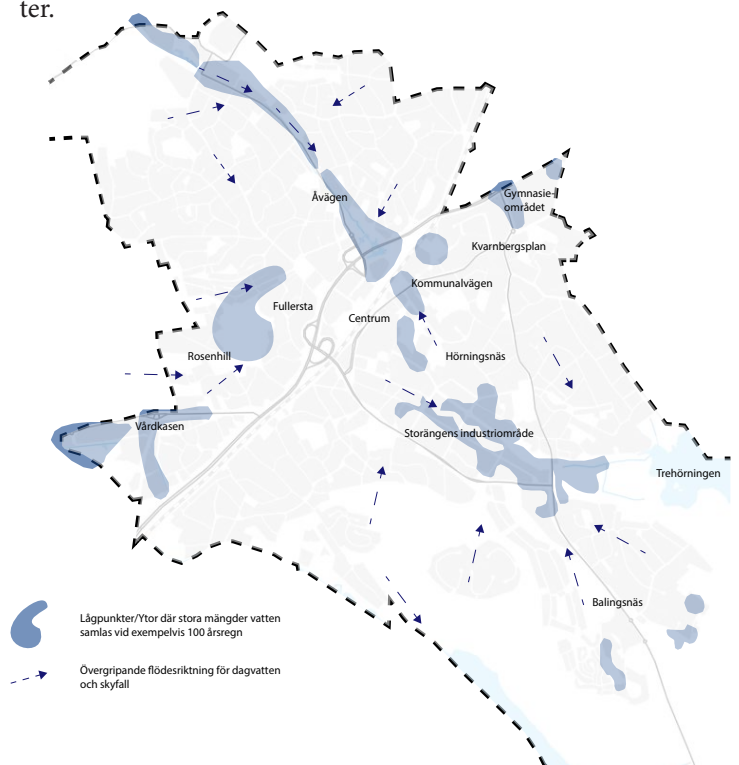 ter.
Åvägen
Gymnasie-
området
Kvarnbergsplan
Kommunalvägen
Fullersta
Centrum
Rosenhill
Hörningsnäs
Vårdkasen
Storängens industriområde
Trehörningen
Balingsnäs
Lågpunkter/Ytor där stora mängder vatten
samlas vid exempelvis 100 årsregn
Övergripande flödesriktning för dagvatten
och skyfall